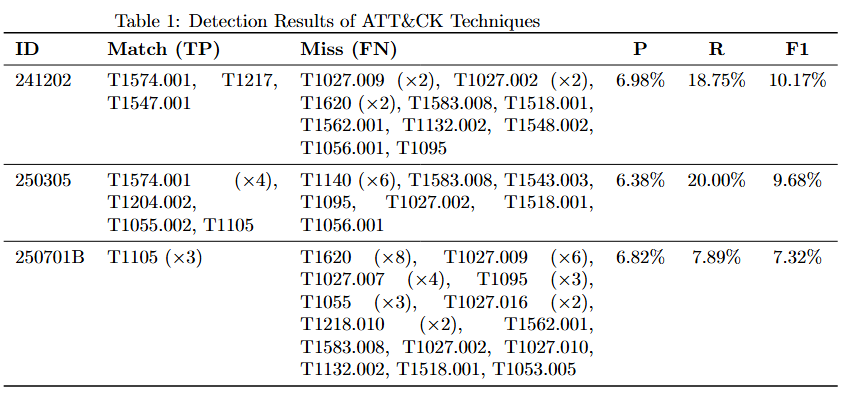 Table 1: Detection Results of ATT&CK Techniques
ID Match (TP) Miss (FN) P R F1
241202 T1574.001, T1217, T1027.009 (×2), T1027.002 (×2), 6.98% 18.75% 10.17%
T1547.001 T1620 (×2), T1583.008, T1518.001,
T1562.001, T1132.002, T1548.002,
T1056.001, T1095
250305 T1574.001 (×4), T1140 (×6), T1583.008, T1543.003, 6.38% 20.00% 9.68%
T1204.002, T1095, T1027.002, T1518.001,
T1055.002, T1105 T1056.001
250701B T1105 (×3) T1620 (×8), T1027.009 (×6), 6.82% 7.89% 7.32%
T1027.007 (×4), T1095 (×3),
T1055 (×3), T1027.016 (×2),
T1218.010 (×2), T1562.001,
T1583.008, T1027.002, T1027.010,
T1132.002, T1518.001, T1053.005